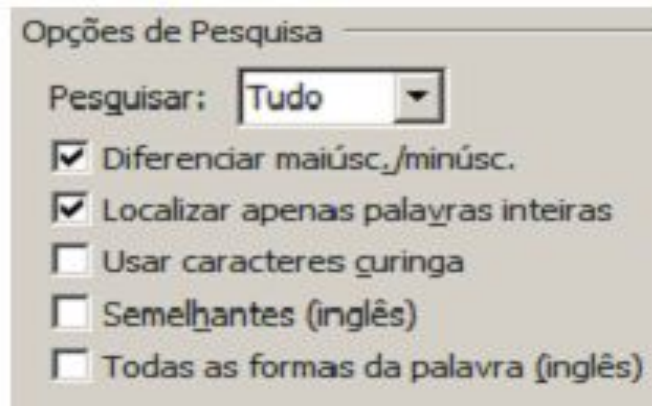 Opções de Pesquisa
Pesquisar: Tudo
Diferenciar maiúsc./minúsc.
Localizar apenas palavras inteiras
Usar caracteres curinga
Semelhantes (inglês)
Todas as formas da palavra (inglês)